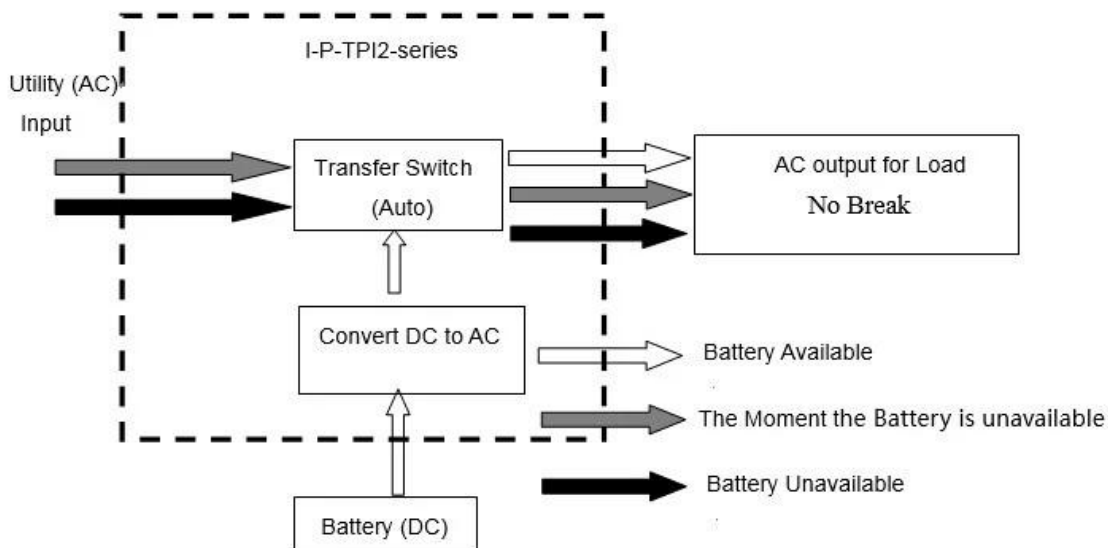 I-P-TPI2-series
Utility (AC)
Input
Transfer Switch
(Auto)
AC output for Load
No Break
Convert DC to AC
Battery Available
The Moment the Battery is unavailable
Battery Unavailable
Battery (DC)